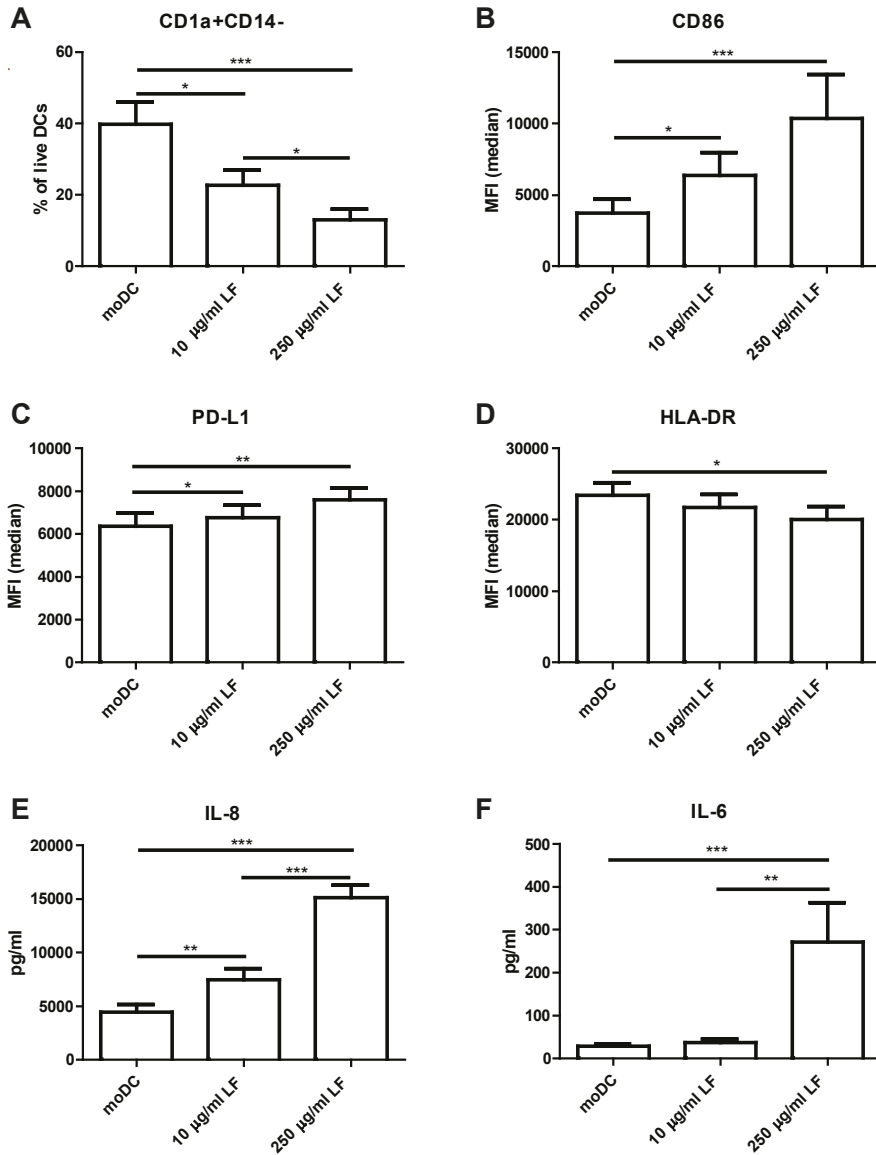 A
CD1a+CD14-
60
40
20
0
% of live DCs
***
*
*
moDC
10 µg/ml LF
250 µg/ml LF
B
CD86
15000
10000
5000
0
MFI (median)
***
*
moDC
10 µg/ml LF
250 µg/ml LF
C
PD-L1
10000
8000
6000
4000
2000
0
MFI (median)
**
*
moDC
10 µg/ml LF
250 µg/ml LF
D
HLA-DR
30000
20000
10000
0
MFI (median)
*
moDC
10 µg/ml LF
250 µg/ml LF
E
IL-8
20000
15000
10000
5000
0
pg/ml
***
***
**
moDC
10 µg/ml LF
250 µg/ml LF
F
IL-6
500
400
300
200
100
0
pg/ml
***
**
moDC
10 µg/ml LF
250 µg/ml LF